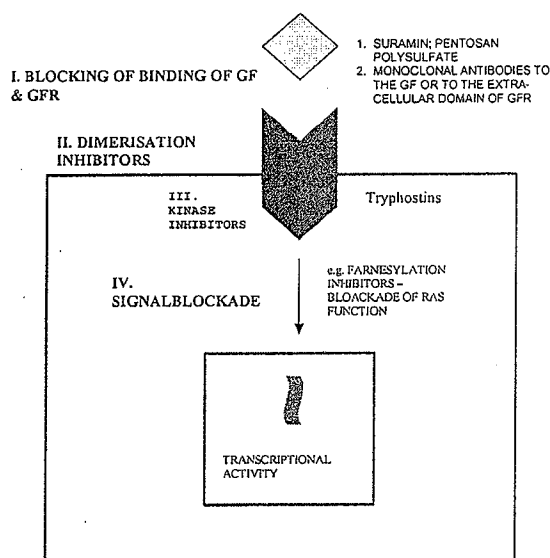 1. SURAMIN; PENTOSAN
POLYSULFATE
2. MONOCLONAL ANTIBODIES TO
THE GF OR TO THE EXTRA-
CELLULAR DOMAIN OF GFR
I. BLOCKING OF BINDING OF GF
& GFR
II. DIMERISATION
INHIBITORS
III.
KINASE
INHIBITORS
Tryphostins
IV.
SIGNALBLOCKADE
e.g. FARNESYLATION
INHIBITORS –
BLOACKADE OF RAS
FUNCTION
TRANSCRIPTIONAL
ACTIVITY